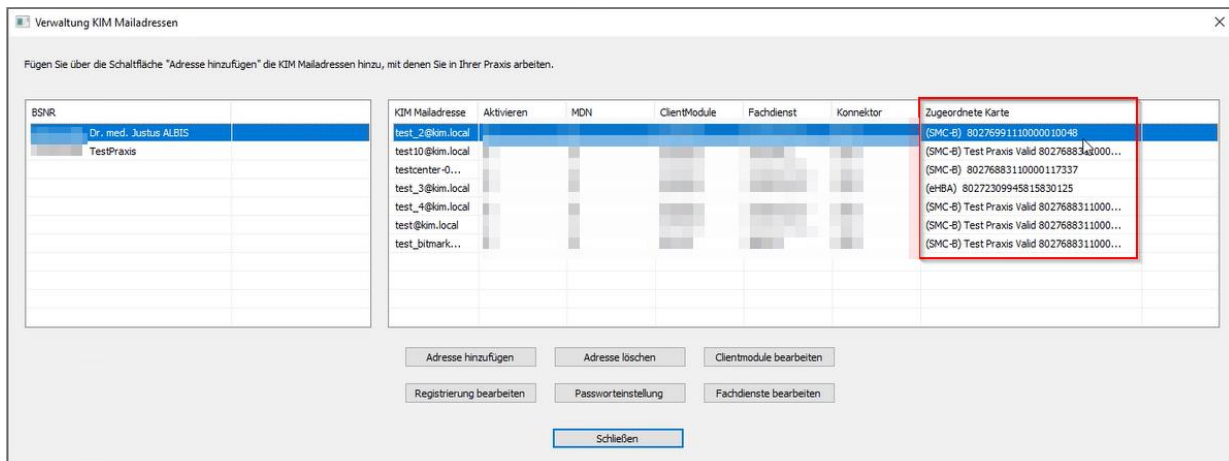 Verwaltung KIM Mailadressen
Fügen Sie über die Schaltfläche "Adresse hinzufügen" die KIM Mailadressen hinzu, mit denen Sie in Ihrer Praxis arbeiten.
BSNR
Dr. med. Justus ALBIS
TestPraxis
KIM Mailadresse Aktivieren MDN ClientModule Fachdienst Konnektor Zugeordnete Karte
test_2@kim.local (SMC-B) 80276991110000010048
test10@kim.local (SMC-B) Test Praxis Valid
testcenter-0... (SMC-B) 80276883110000117337
test_3@kim.local (eHBA) 80272309945815830125
test_4@kim.local (SMC-B) Test Praxis Valid 8027688311000...
test@kim.local (SMC-B) Test Praxis Valid 8027688311000...
test_bitmark... (SMC-B) Test Praxis Valid 8027688311000...
Adresse hinzufügen Adresse löschen Clientmodule bearbeiten
Registrierung bearbeiten Passworteinstellung Fachdienste bearbeiten
Schließen